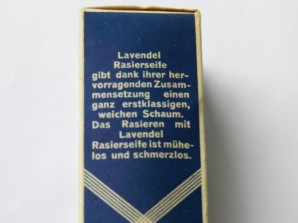 Lavendel
Rasierseife
gibt dank ihrer her-
vorragenden Zusam-
mensetzung einen
ganz erstklassigen,
weichen Schaum.
Das Rasieren mit
Lavendel
Rasierseife ist mühe-
los und schmerzlos.